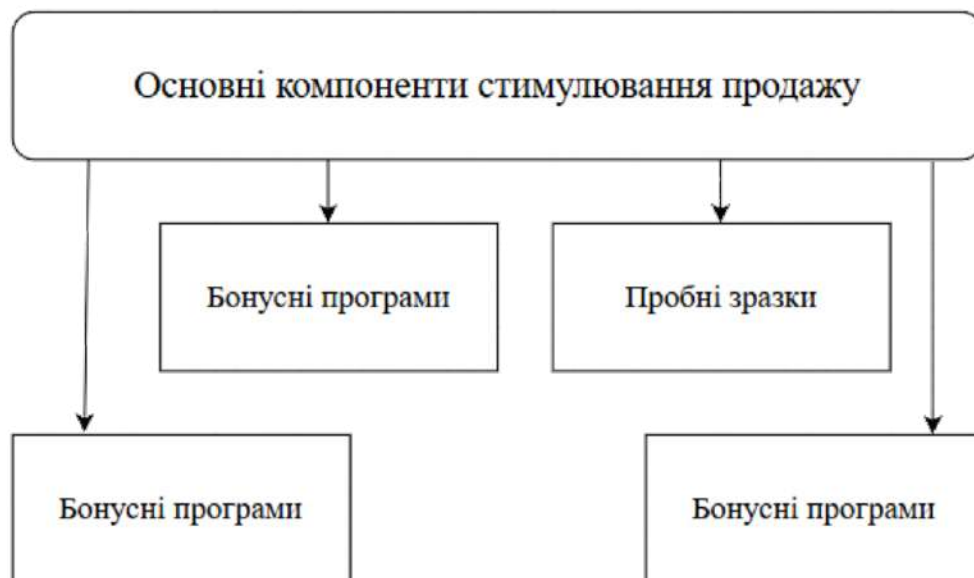 Основні компоненти стимулювання продажу
Бонусні програми
Пробні зразки
Бонусні програми
Бонусні програми